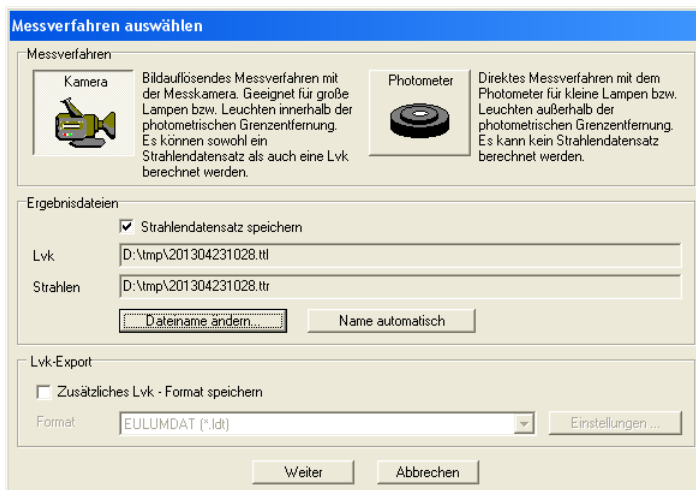 Messverfahren auswählen
Messverfahren
Kamera
Bildauflösendes Messverfahren mit
der Messkamera. Geeignet für große
Lampen bzw. Leuchten innerhalb der
photometrischen Grenzentfernung.
Es können sowohl ein
Strahlendatensatz als auch eine Lvk
berechnet werden.
Photometer
Direktes Messverfahren mit dem
Photometer für kleine Lampen bzw.
Leuchten außerhalb der
photometrischen Grenzentfernung.
Es kann kein Strahlendatensatz
berechnet werden.
Ergebnisdateien
Strahlendatensatz speichern
Lvk
D:\tmp\201304231028.ttl
Strahlen
D:\tmp\201304231028.ttr
Dateiname ändern...
Name automatisch
Lvk-Export
Zusätzliches Lvk - Format speichern
Format
EULUMDAT (*.ldt)
Einstellungen ...
Weiter
Abbrechen